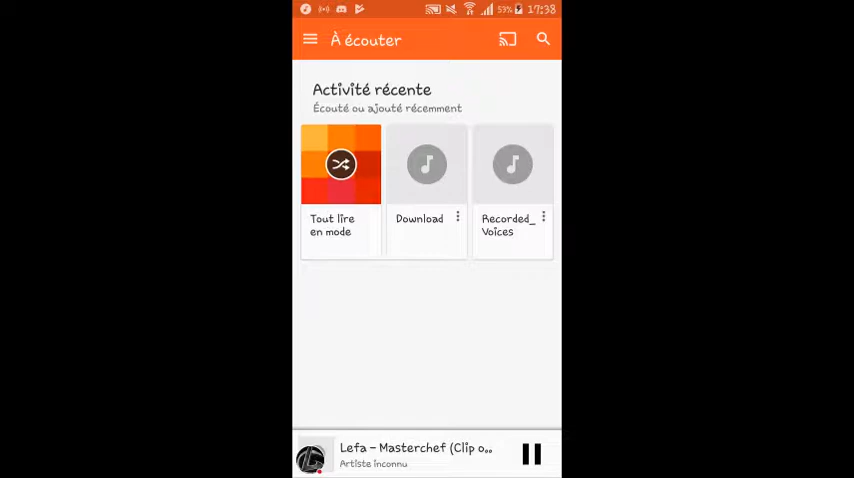 53% 17:38
À écouter
Activité récente
Écouté ou ajouté récemment
Tout lire
en mode
Download
Recorded_
Voices
Lefa - Masterchef (Clip o..
Artiste inconnu